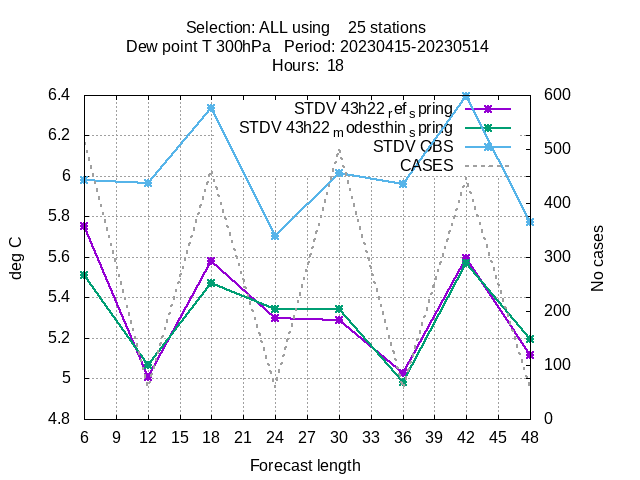 Selection: ALL using    25 stations
Dew point T 300hPa   Period: 20230415-20230514
Hours: 18
STDV 43h22 ref spring
STDV 43h22 modesthin spring
STDV OBS
CASES
6.4
6.2
6
5.8
5.6
5.4
5.2
5
4.8
deg C
600
500
400
300
200
100
0
No cases
6 9 12 15 18 21 24 27 30 33 36 39 42 45 48
Forecast length